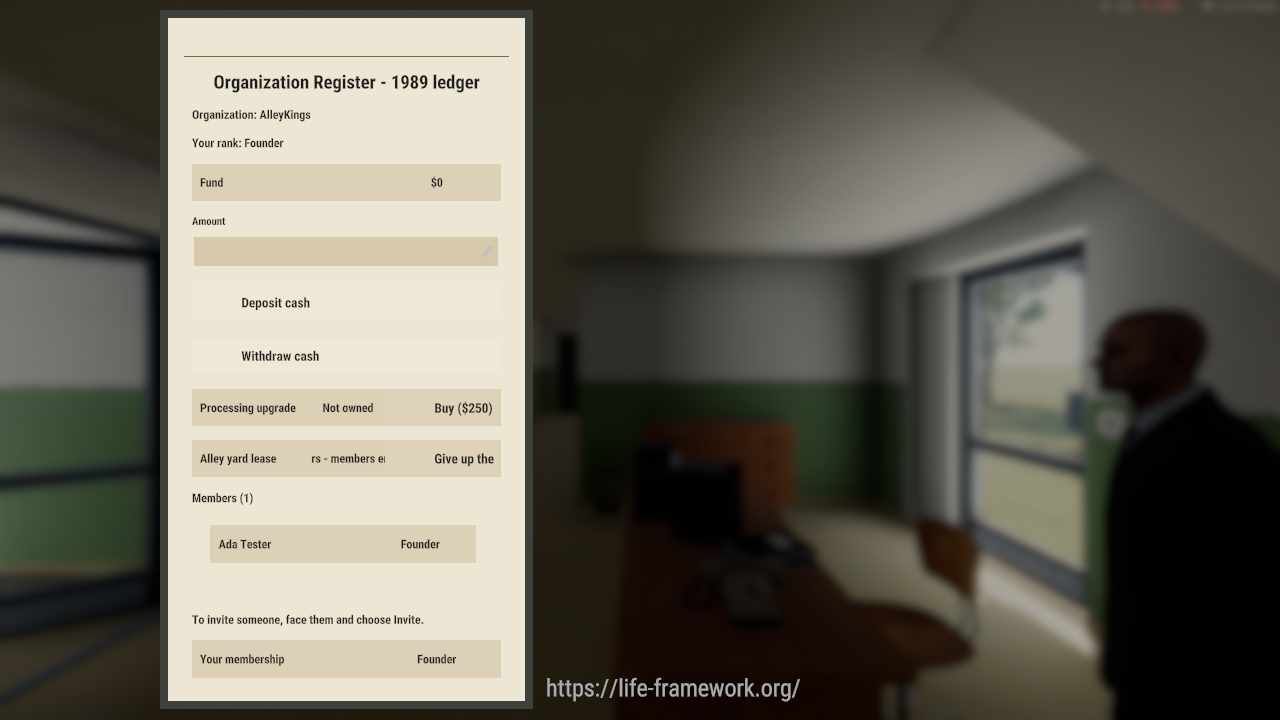 Organization Register - 1989 ledger
Organization: AlleyKings
Your rank: Founder
Fund $0
Amount
Deposit cash
Withdraw cash
Processing upgrade Not owned Buy ($250)
Alley yard lease rs - members er Give up the
Members (1)
Ada Tester Founder
To invite someone, face them and choose Invite.
Your membership Founder
https://life-framework.org/